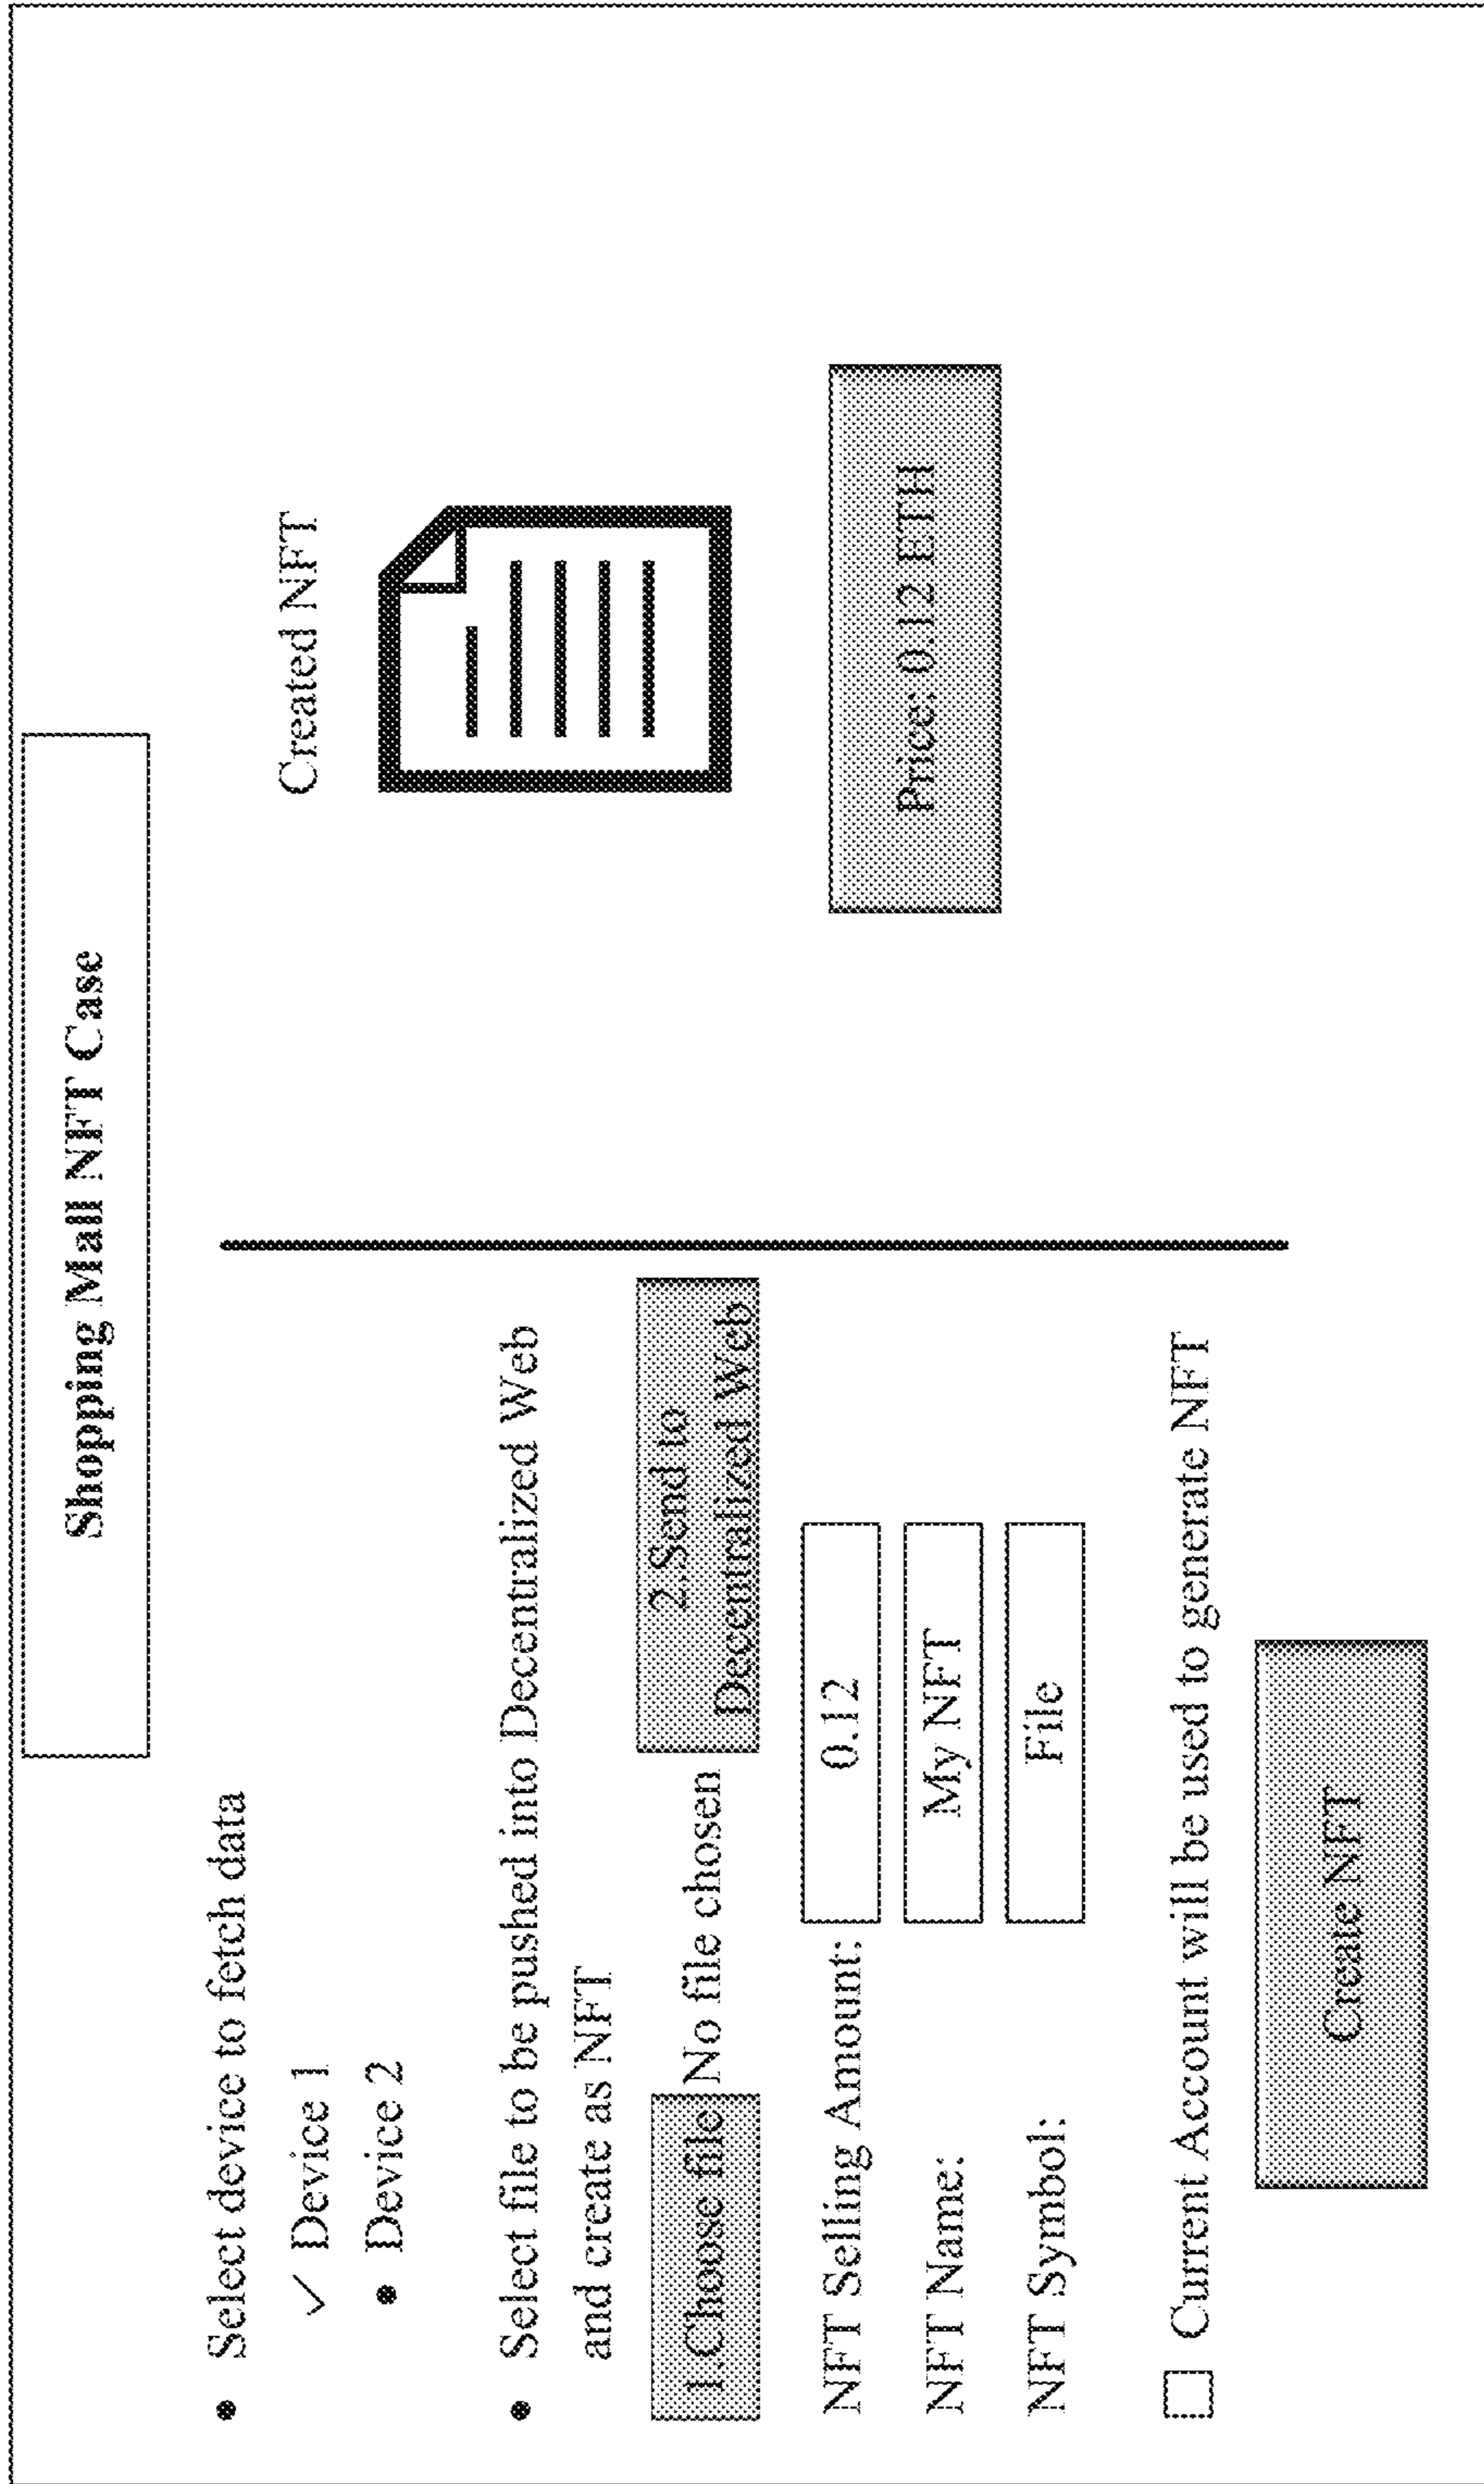 Shopping Mall NFT Case
Select device to fetch data
Device 1
Device 2
Select file to be pushed into Decentralized Web
and create as NFT
1.Choose file No file chosen
2.Send to
Decentralized Web
NFT Selling Amount: 0.12
NFT Name: My NFT
NFT Symbol: File
Current Account will be used to generate NFT
Create NFT
Created NFT
Price: 0.12 ETH